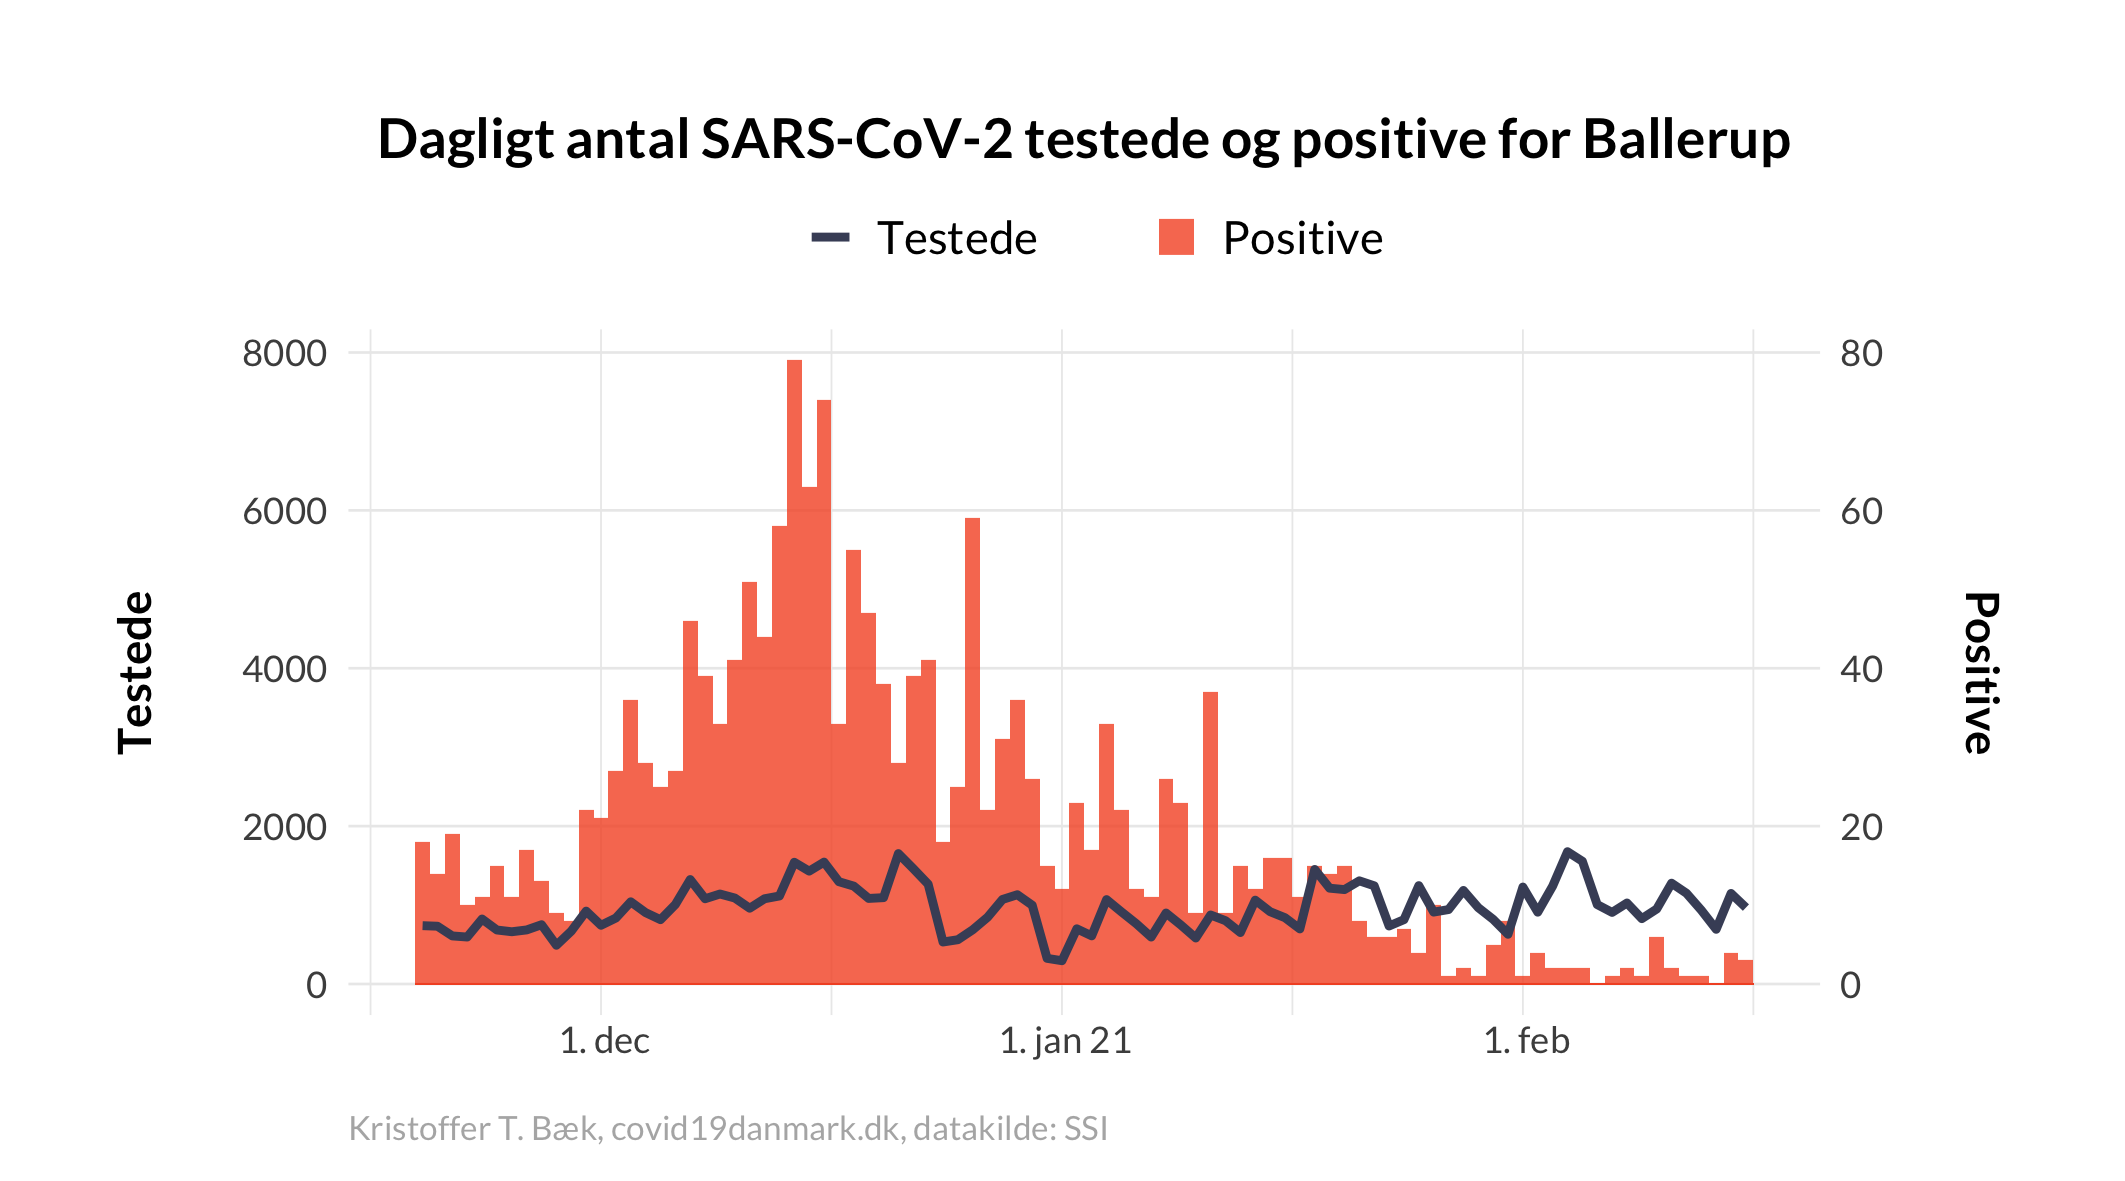 Dagligt antal SARS-CoV-2 testede og positive for Ballerup
Testede Positive
8000 80
6000 60
4000 40
2000 20
0 0
Testede
Positive
1. dec 1. jan 21 1. feb
Kristoffer T. Bæk, covid19danmark.dk, datakilde: SSI